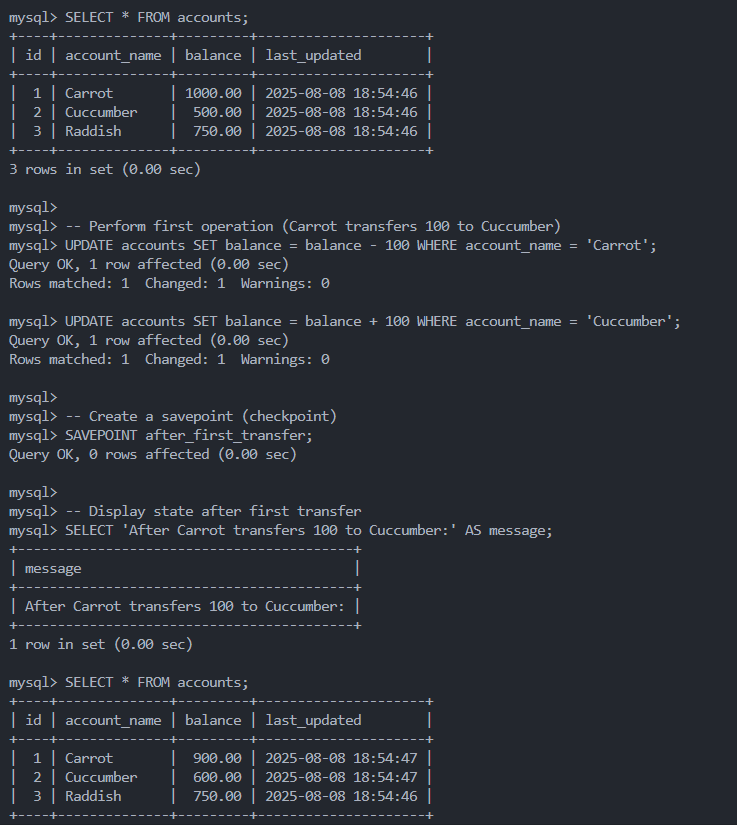 mysql> SELECT * FROM accounts;
+----+--------------+---------+---------------------+
| id | account_name | balance | last_updated        |
+----+--------------+---------+---------------------+
|  1 | Carrot       | 1000.00 | 2025-08-08 18:54:46 |
|  2 | Cuccumber    |  500.00 | 2025-08-08 18:54:46 |
|  3 | Raddish      |  750.00 | 2025-08-08 18:54:46 |
+----+--------------+---------+---------------------+
3 rows in set (0.00 sec)

mysql>
mysql> -- Perform first operation (Carrot transfers 100 to Cuccumber)
mysql> UPDATE accounts SET balance = balance - 100 WHERE account_name = 'Carrot';
Query OK, 1 row affected (0.00 sec)
Rows matched: 1  Changed: 1  Warnings: 0

mysql> UPDATE accounts SET balance = balance + 100 WHERE account_name = 'Cuccumber';
Query OK, 1 row affected (0.00 sec)
Rows matched: 1  Changed: 1  Warnings: 0

mysql>
mysql> -- Create a savepoint (checkpoint)
mysql> SAVEPOINT after_first_transfer;
Query OK, 0 rows affected (0.00 sec)

mysql>
mysql> -- Display state after first transfer
mysql> SELECT 'After Carrot transfers 100 to Cuccumber:' AS message;
+------------------------------------------+
| message                                  |
+------------------------------------------+
| After Carrot transfers 100 to Cuccumber: |
+------------------------------------------+
1 row in set (0.00 sec)

mysql> SELECT * FROM accounts;
+----+--------------+---------+---------------------+
| id | account_name | balance | last_updated        |
+----+--------------+---------+---------------------+
|  1 | Carrot       |  900.00 | 2025-08-08 18:54:47 |
|  2 | Cuccumber    |  600.00 | 2025-08-08 18:54:47 |
|  3 | Raddish      |  750.00 | 2025-08-08 18:54:46 |
+----+--------------+---------+---------------------+